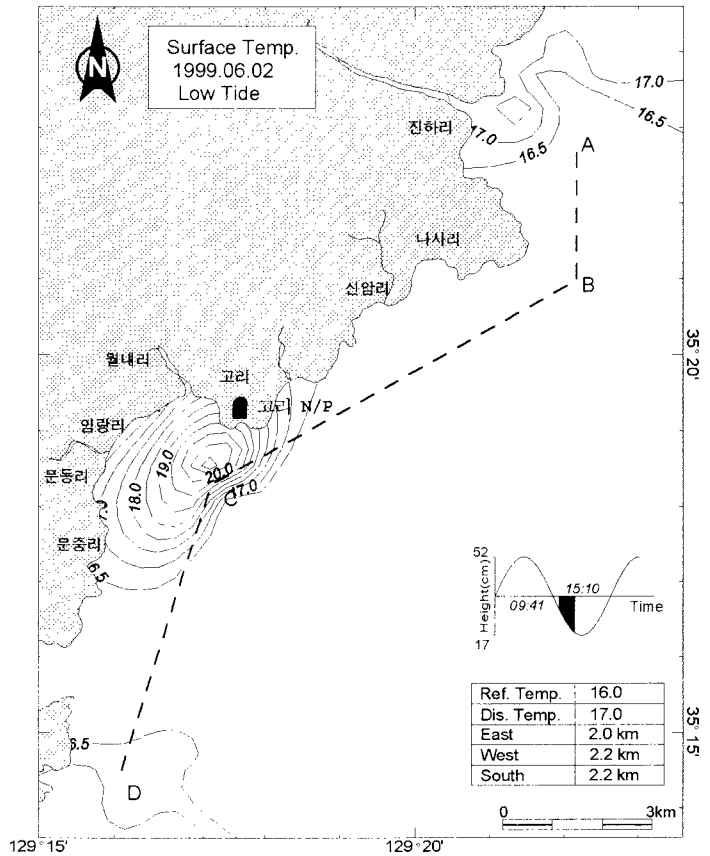 N
Surface Temp.
1999.06.02
Low Tide
17.0
16.5
진하리
17.0
16.5
A
나사리
B
신암리
35° 20'
월내리
고리
고리 N/P
임랑리
19.0
20.0
문동리
18.0
17.0
C
7.0
문중리
6.5
52
Height(cm)
17
09:41
15:10
Time
Ref. Temp. 16.0
Dis. Temp. 17.0
East 2.0 km
West 2.2 km
South 2.2 km
35° 15'
6.5
D
0 3km
129° 15' 129° 20'